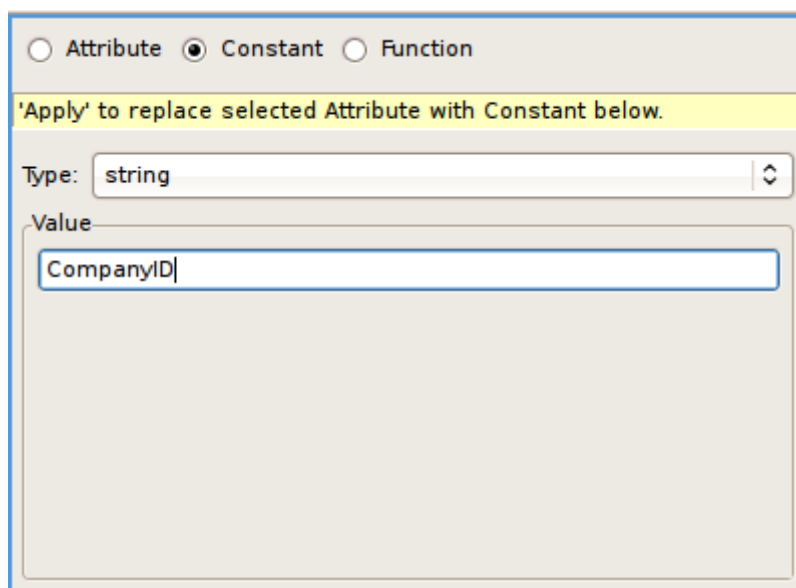 Attribute Constant Function
'Apply' to replace selected Attribute with Constant below.
Type: string
Value
CompanyID